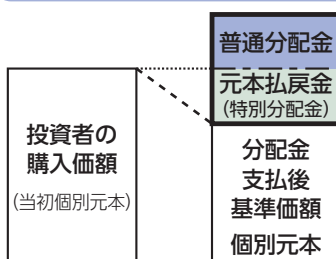 普通分配金
元本払戻金
(特別分配金)
投資者の
購入価額
(当初個別元本)
分配金
支払後
基準価額
個別元本